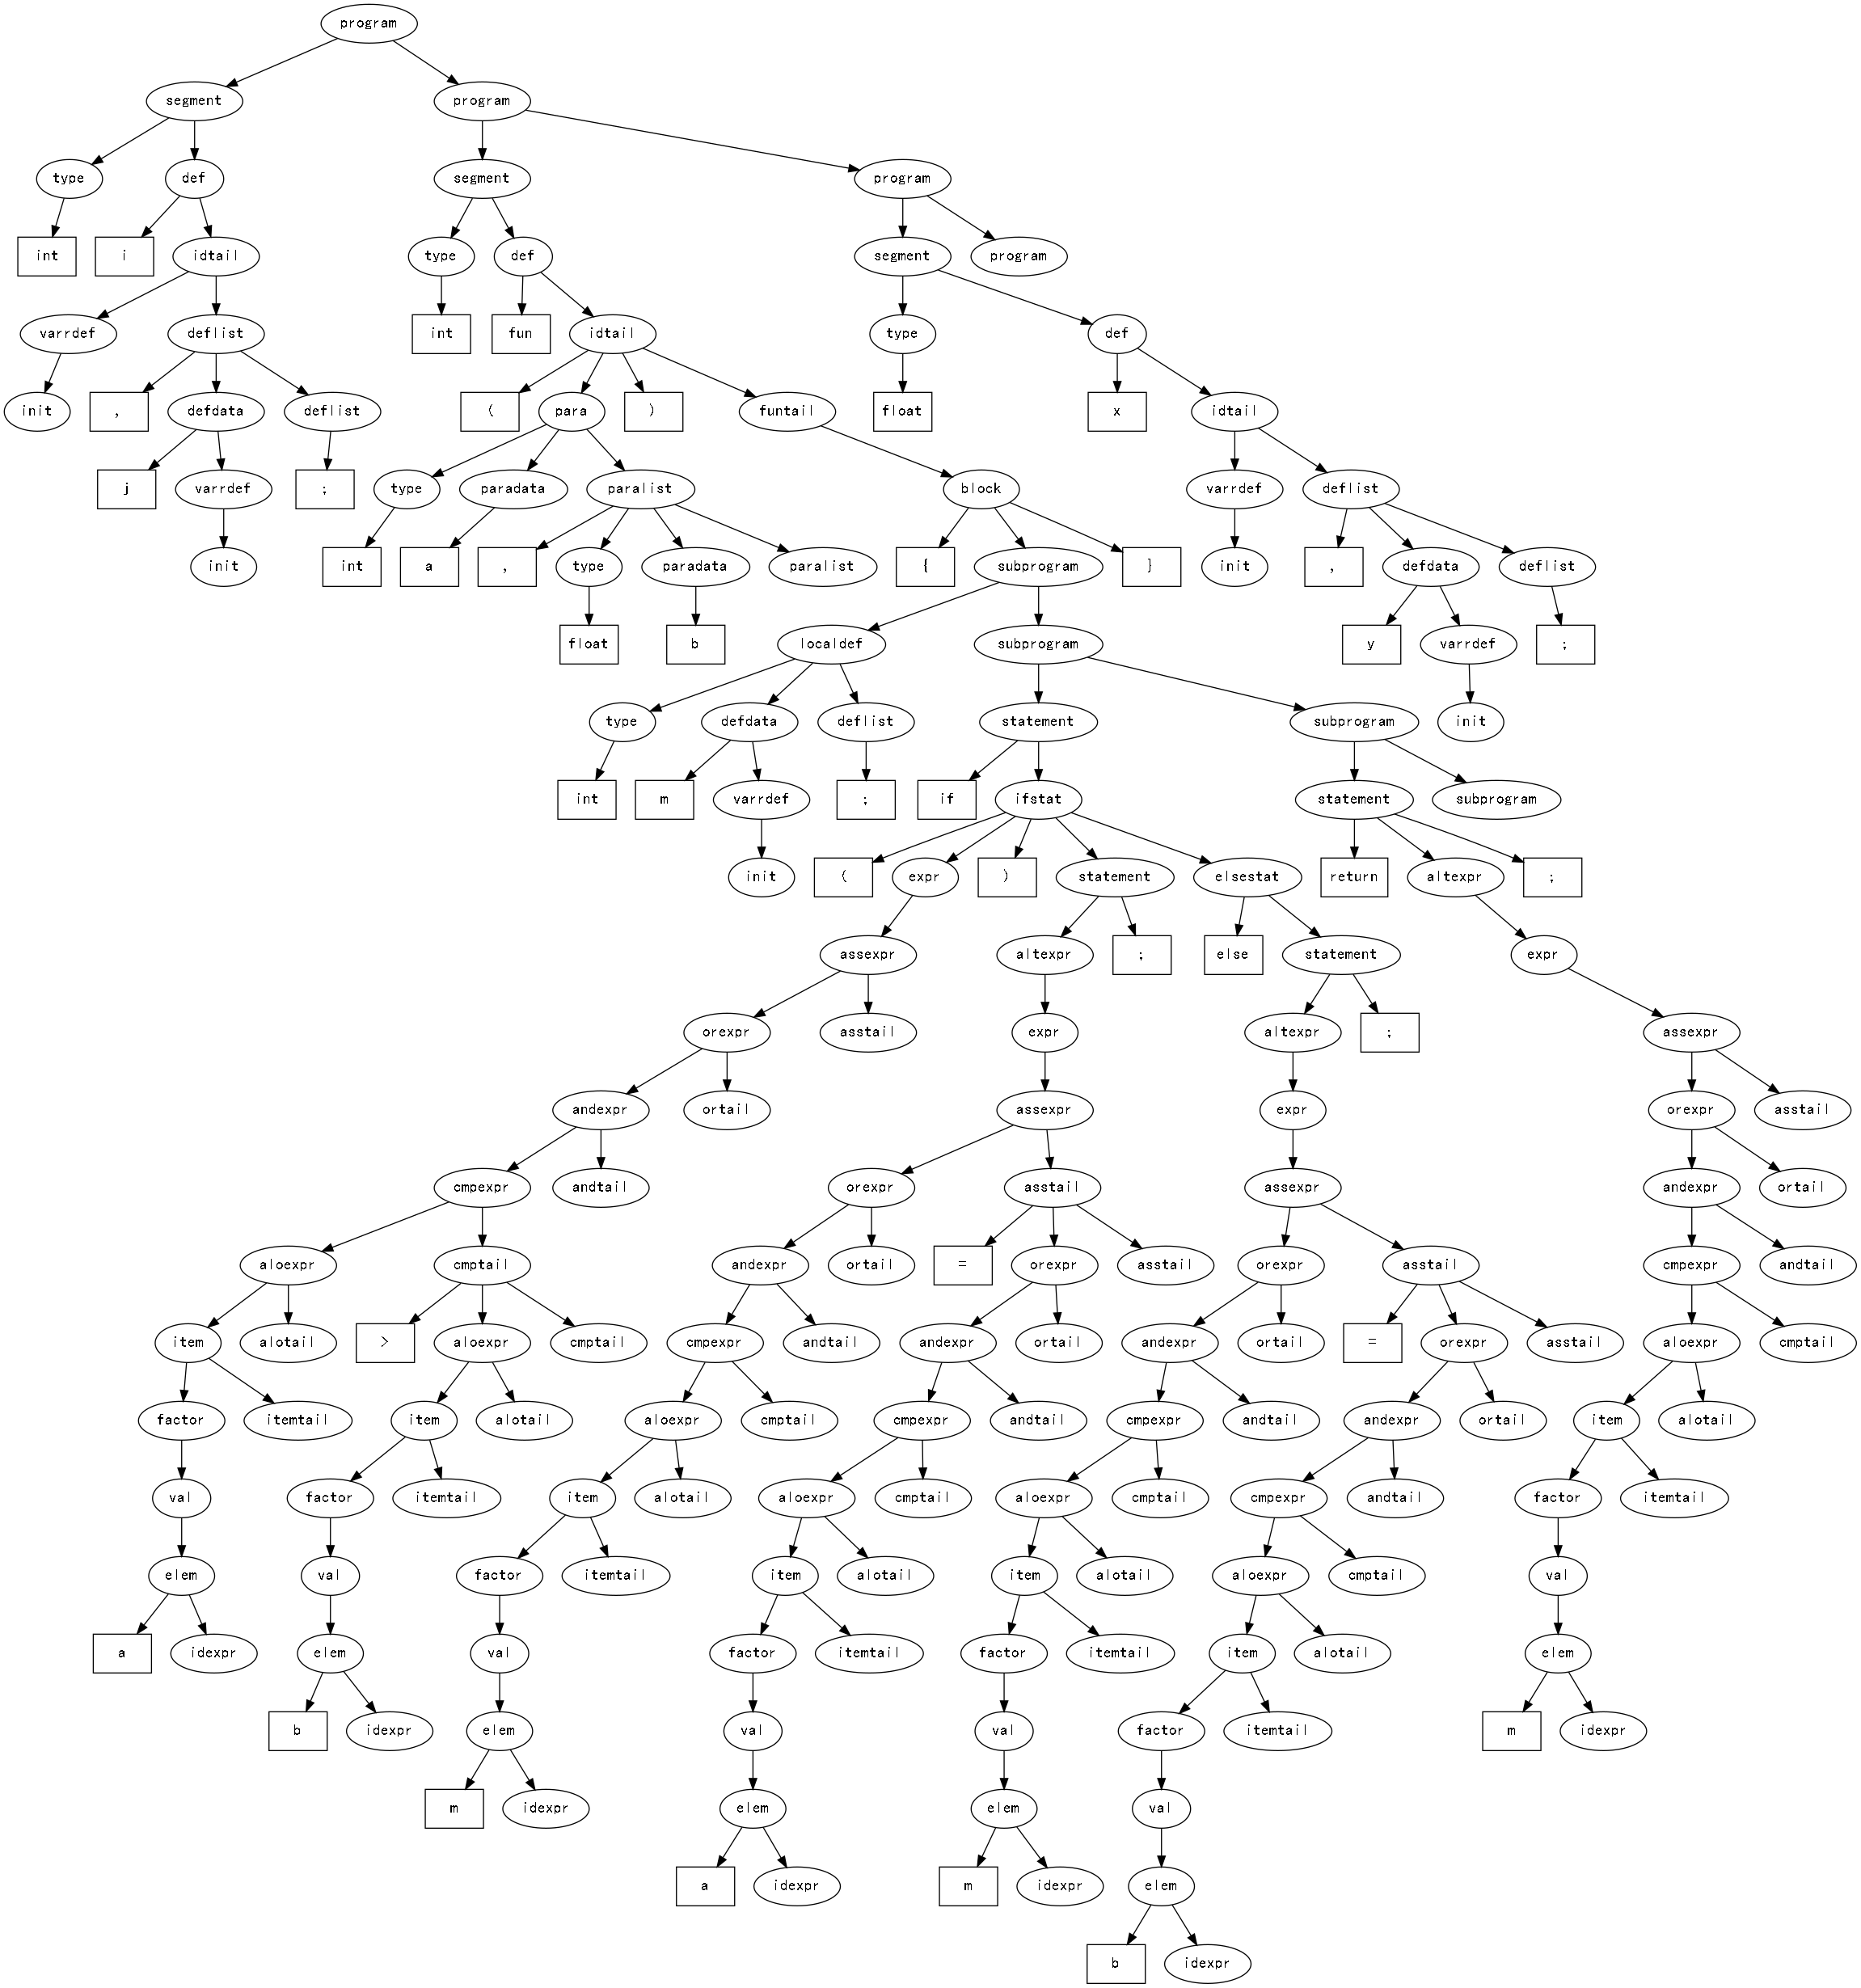 program
segment program
type def segment program
int i idtail type def segment program
varrdef deflist int fun idtail type def
init , defdata deflist ( para ) funtail float x idtail
j varrdef ; type paradata paralist block varrdef deflist
init int a , type paradata paralist { subprogram } init , defdata deflist
float b localdef subprogram y varrdef ;
type defdata deflist statement subprogram init
int m varrdef ; if ifstat statement subprogram
init ( expr ) statement elsestat return altexpr ;
assexpr altexpr ; else statement expr
orexpr asstail expr altexpr ; assexpr
andexpr ortail assexpr expr orexpr asstail
cmpexpr andtail orexpr asstail assexpr andexpr ortail
aloexpr cmptail andexpr ortail = orexpr asstail orexpr asstail cmpexpr andtail
item alotail > aloexpr cmptail cmpexpr andtail andexpr ortail andexpr ortail = orexpr asstail aloexpr cmptail
factor itemtail item alotail aloexpr cmptail cmpexpr andtail cmpexpr andtail andexpr ortail item alotail
val factor itemtail item alotail aloexpr cmptail aloexpr cmptail cmpexpr andtail factor itemtail
elem val factor itemtail item alotail item alotail aloexpr cmptail val
a idexpr elem val factor itemtail factor itemtail item alotail elem
b idexpr elem val val factor itemtail m idexpr
m idexpr elem elem val
a idexpr m idexpr elem
b idexpr